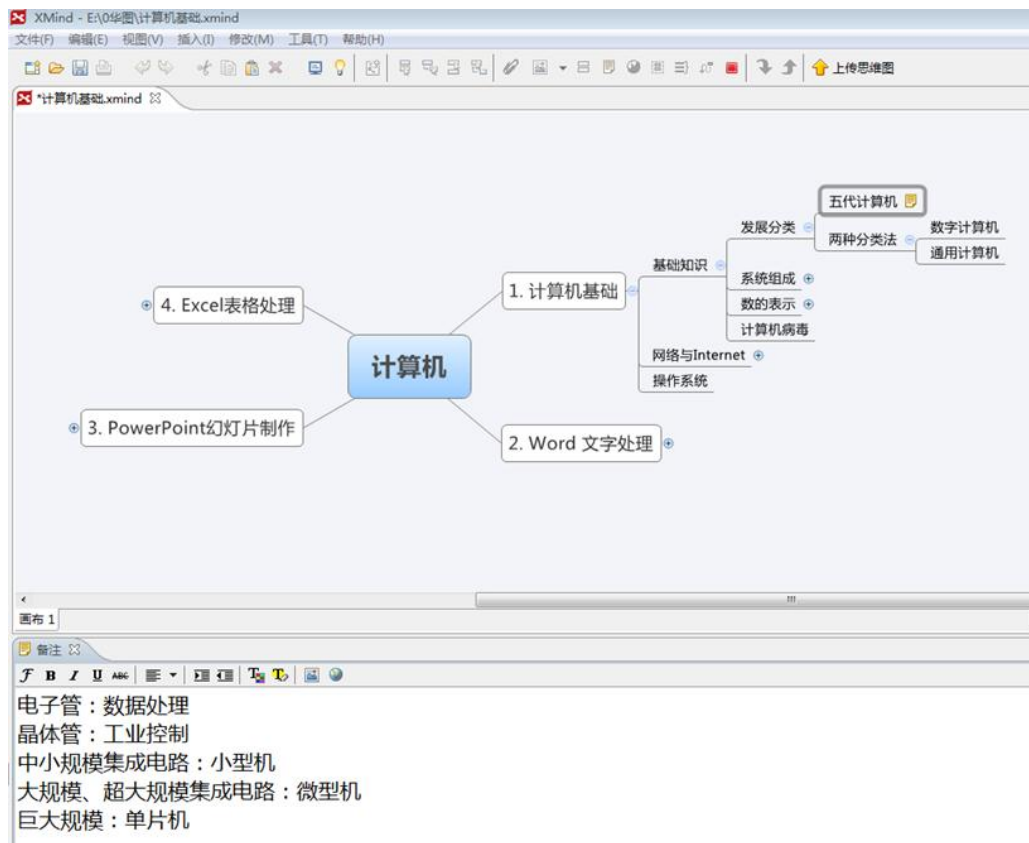 XMind - E:\0华图\计算机基础.xmind
文件(F) 编辑(E) 视图(V) 插入(I) 修改(M) 工具(T) 帮助(H)
上传思维图
*计算机基础.xmind
五代计算机
发展分类
数字计算机
两种分类法
通用计算机
基础知识
系统组成
1. 计算机基础
4. Excel表格处理
数的表示
计算机病毒
网络与Internet
计算机
操作系统
3. PowerPoint幻灯片制作
2. Word 文字处理
画布 1
备注
F B I U ABC
电子管：数据处理
晶体管：工业控制
中小规模集成电路：小型机
大规模、超大规模集成电路：微型机
巨大规模：单片机